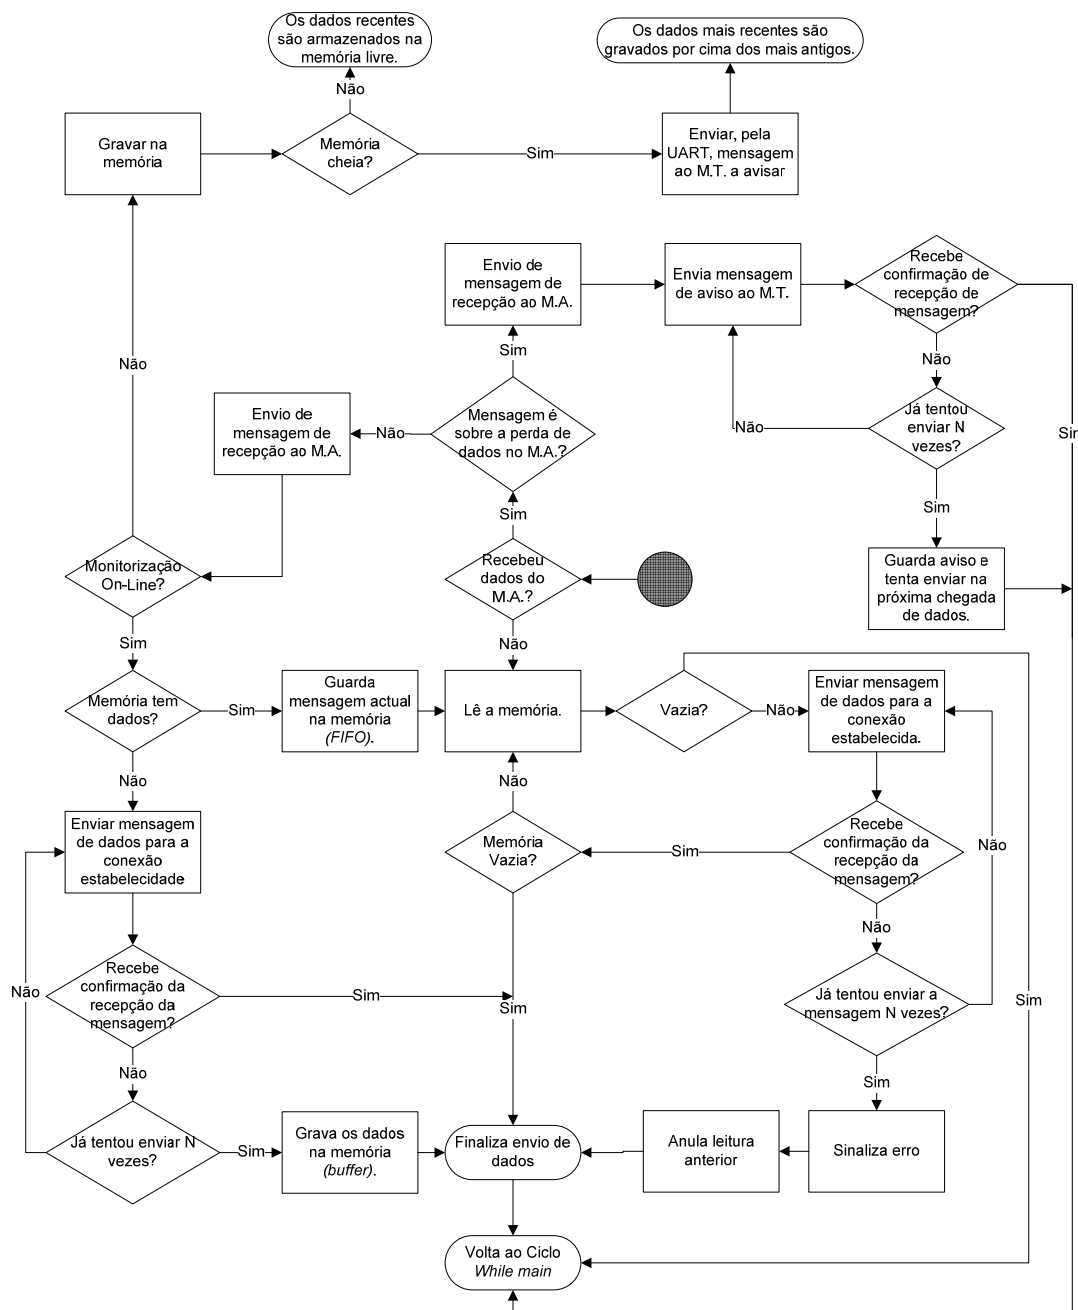 Os dados recentes
são armazenados na
memória livre.
Os dados mais recentes são
gravados por cima dos mais antigos.
Não
Gravar na
memória
Memória
cheia?
Sim
Enviar, pela
UART, mensagem
ao M.T. a avisar
Envio de
mensagem de
recepção ao M.A.
Envia mensagem
de aviso ao M.T.
Recebe
confirmação de
recepção de
mensagem?
Não
Sim
Não
Envio de
mensagem de
recepção ao M.A.
Não
Mensagem é
sobre a perda de
dados no M.A.?
Não
Já tentou
enviar N
vezes?
Sim
Sim
Sim
Monitorização
On-Line?
Recebeu
dados do
M.A.?
Guarda aviso e
tenta enviar na
próxima chegada
de dados.
Sim
Não
Memória tem
dados?
Sim
Guarda
mensagem actual
na memória
(FIFO).
Lê a memória.
Vazia?
Não
Enviar mensagem
de dados para a
conexão
estabelecida.
Não
Não
Enviar mensagem
de dados para a
conexão
estabelecidade
Memória
Vazia?
Sim
Recebe
confirmação da
recepção da
mensagem?
Não
Não
Não
Recebe
confirmação da
recepção da
mensagem?
Sim
Sim
Já tentou enviar a
mensagem N vezes?
Sim
Não
Sim
Já tentou enviar N
vezes?
Sim
Grava os dados
na memória
(buffer).
Finaliza envio de
dados
Anula leitura
anterior
Sinaliza erro
Volta ao Ciclo
While main